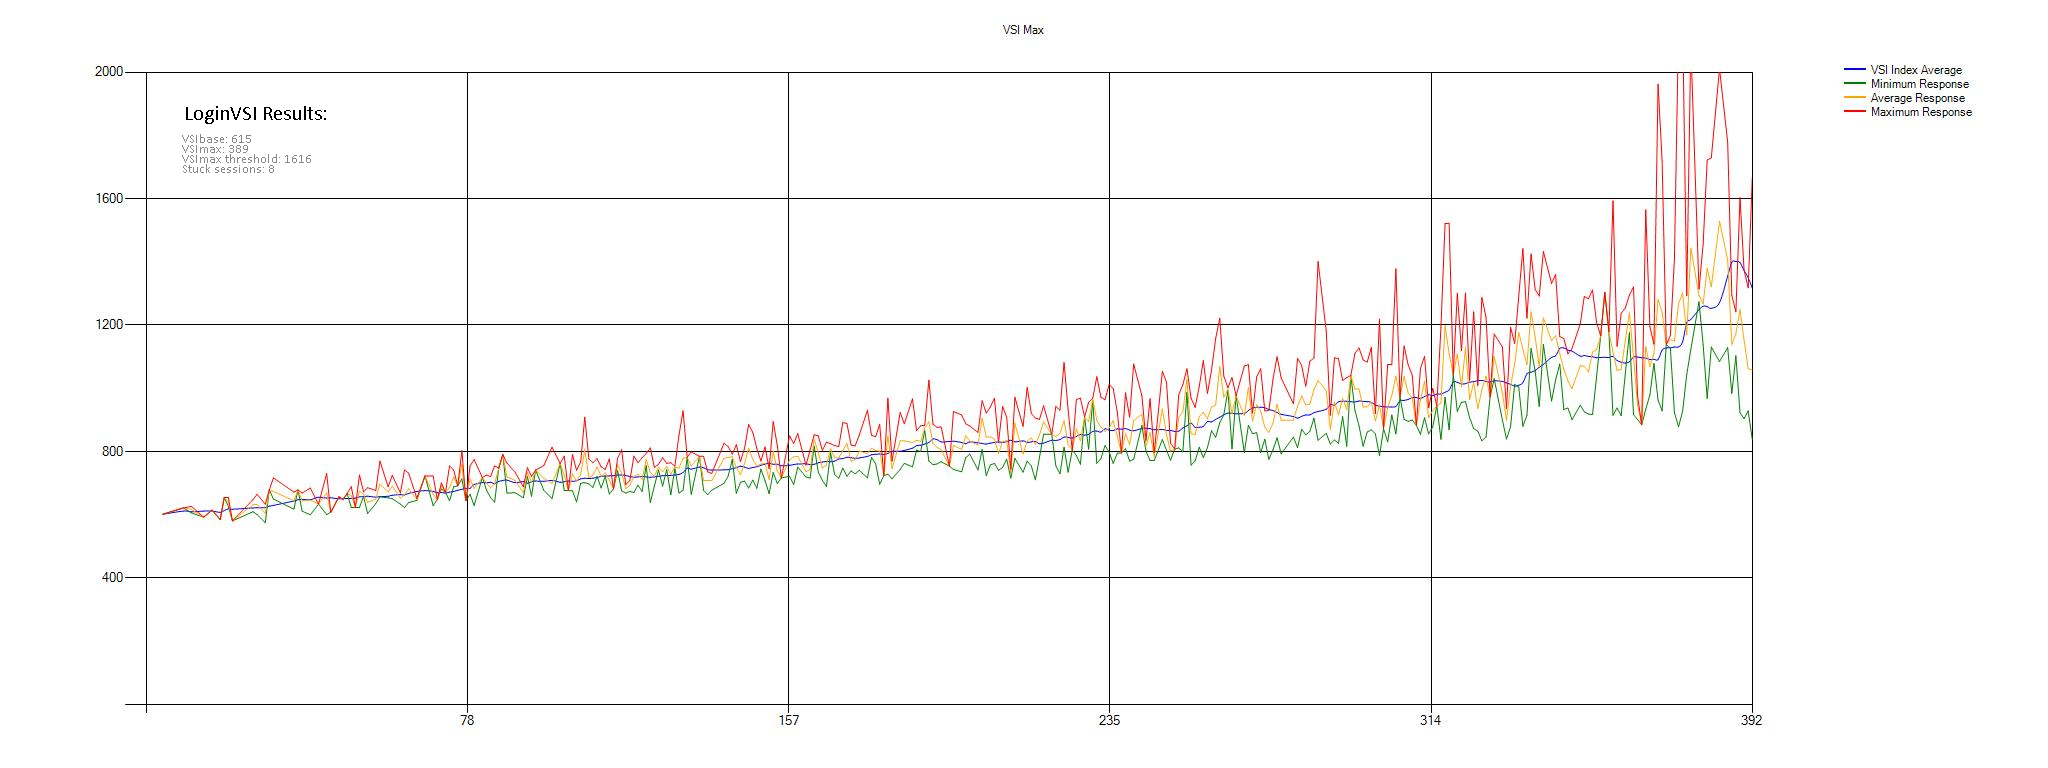 VSI Max
2000
1600
1200
800
400
LoginVSI Results:
VSIbase: 615
VSImax: 389
VSImax threshold: 1616
Stuck sessions: 8
VSI Index Average
Minimum Response
Average Response
Maximum Response
78
157
235
314
392